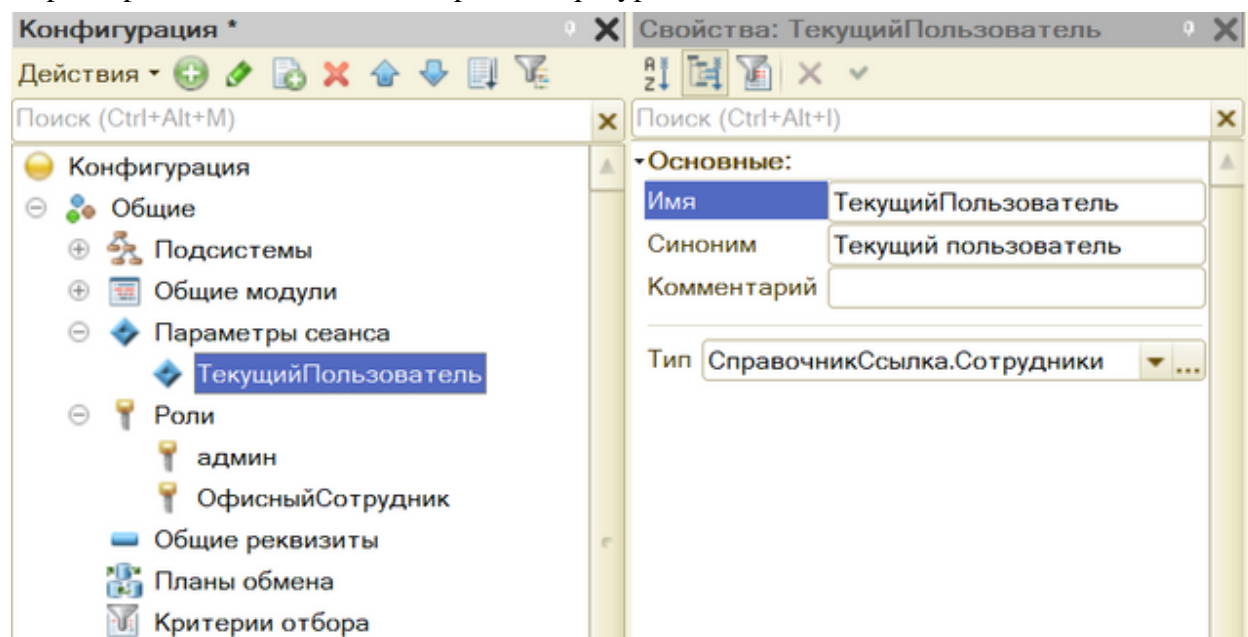 Конфигурация *
Действия
Поиск (Ctrl+Alt+M)
Конфигурация
Общие
Подсистемы
Общие модули
Параметры сеанса
ТекущийПользователь
Роли
админ
ОфисныйСотрудник
Общие реквизиты
Планы обмена
Критерии отбора
Свойства: ТекущийПользователь
Поиск (Ctrl+Alt+I)
Основные:
Имя ТекущийПользователь
Синоним Текущий пользователь
Комментарий
Тип СправочникСсылка.Сотрудники ...